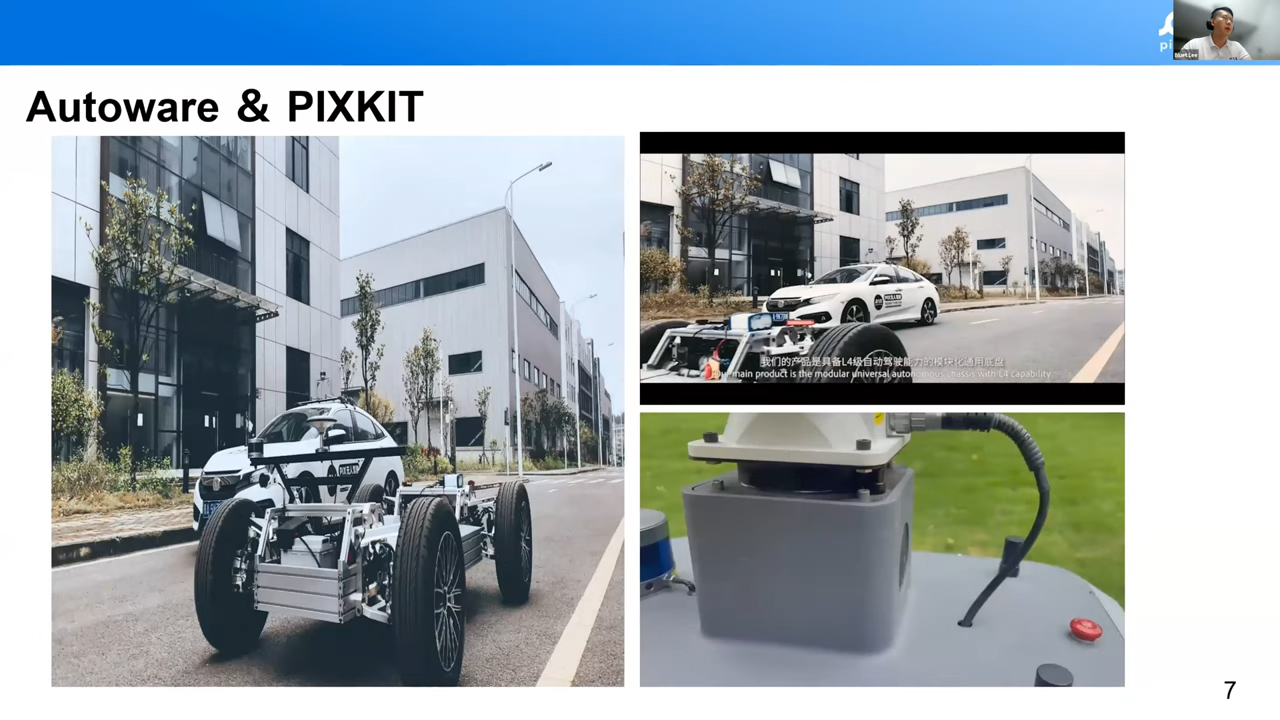 Autoware & PIXKIT
我们的产品是具备L4级自动驾驶能力的模块化通用底盘
main product is the modular universal autonomous chassis with L4 capability
7